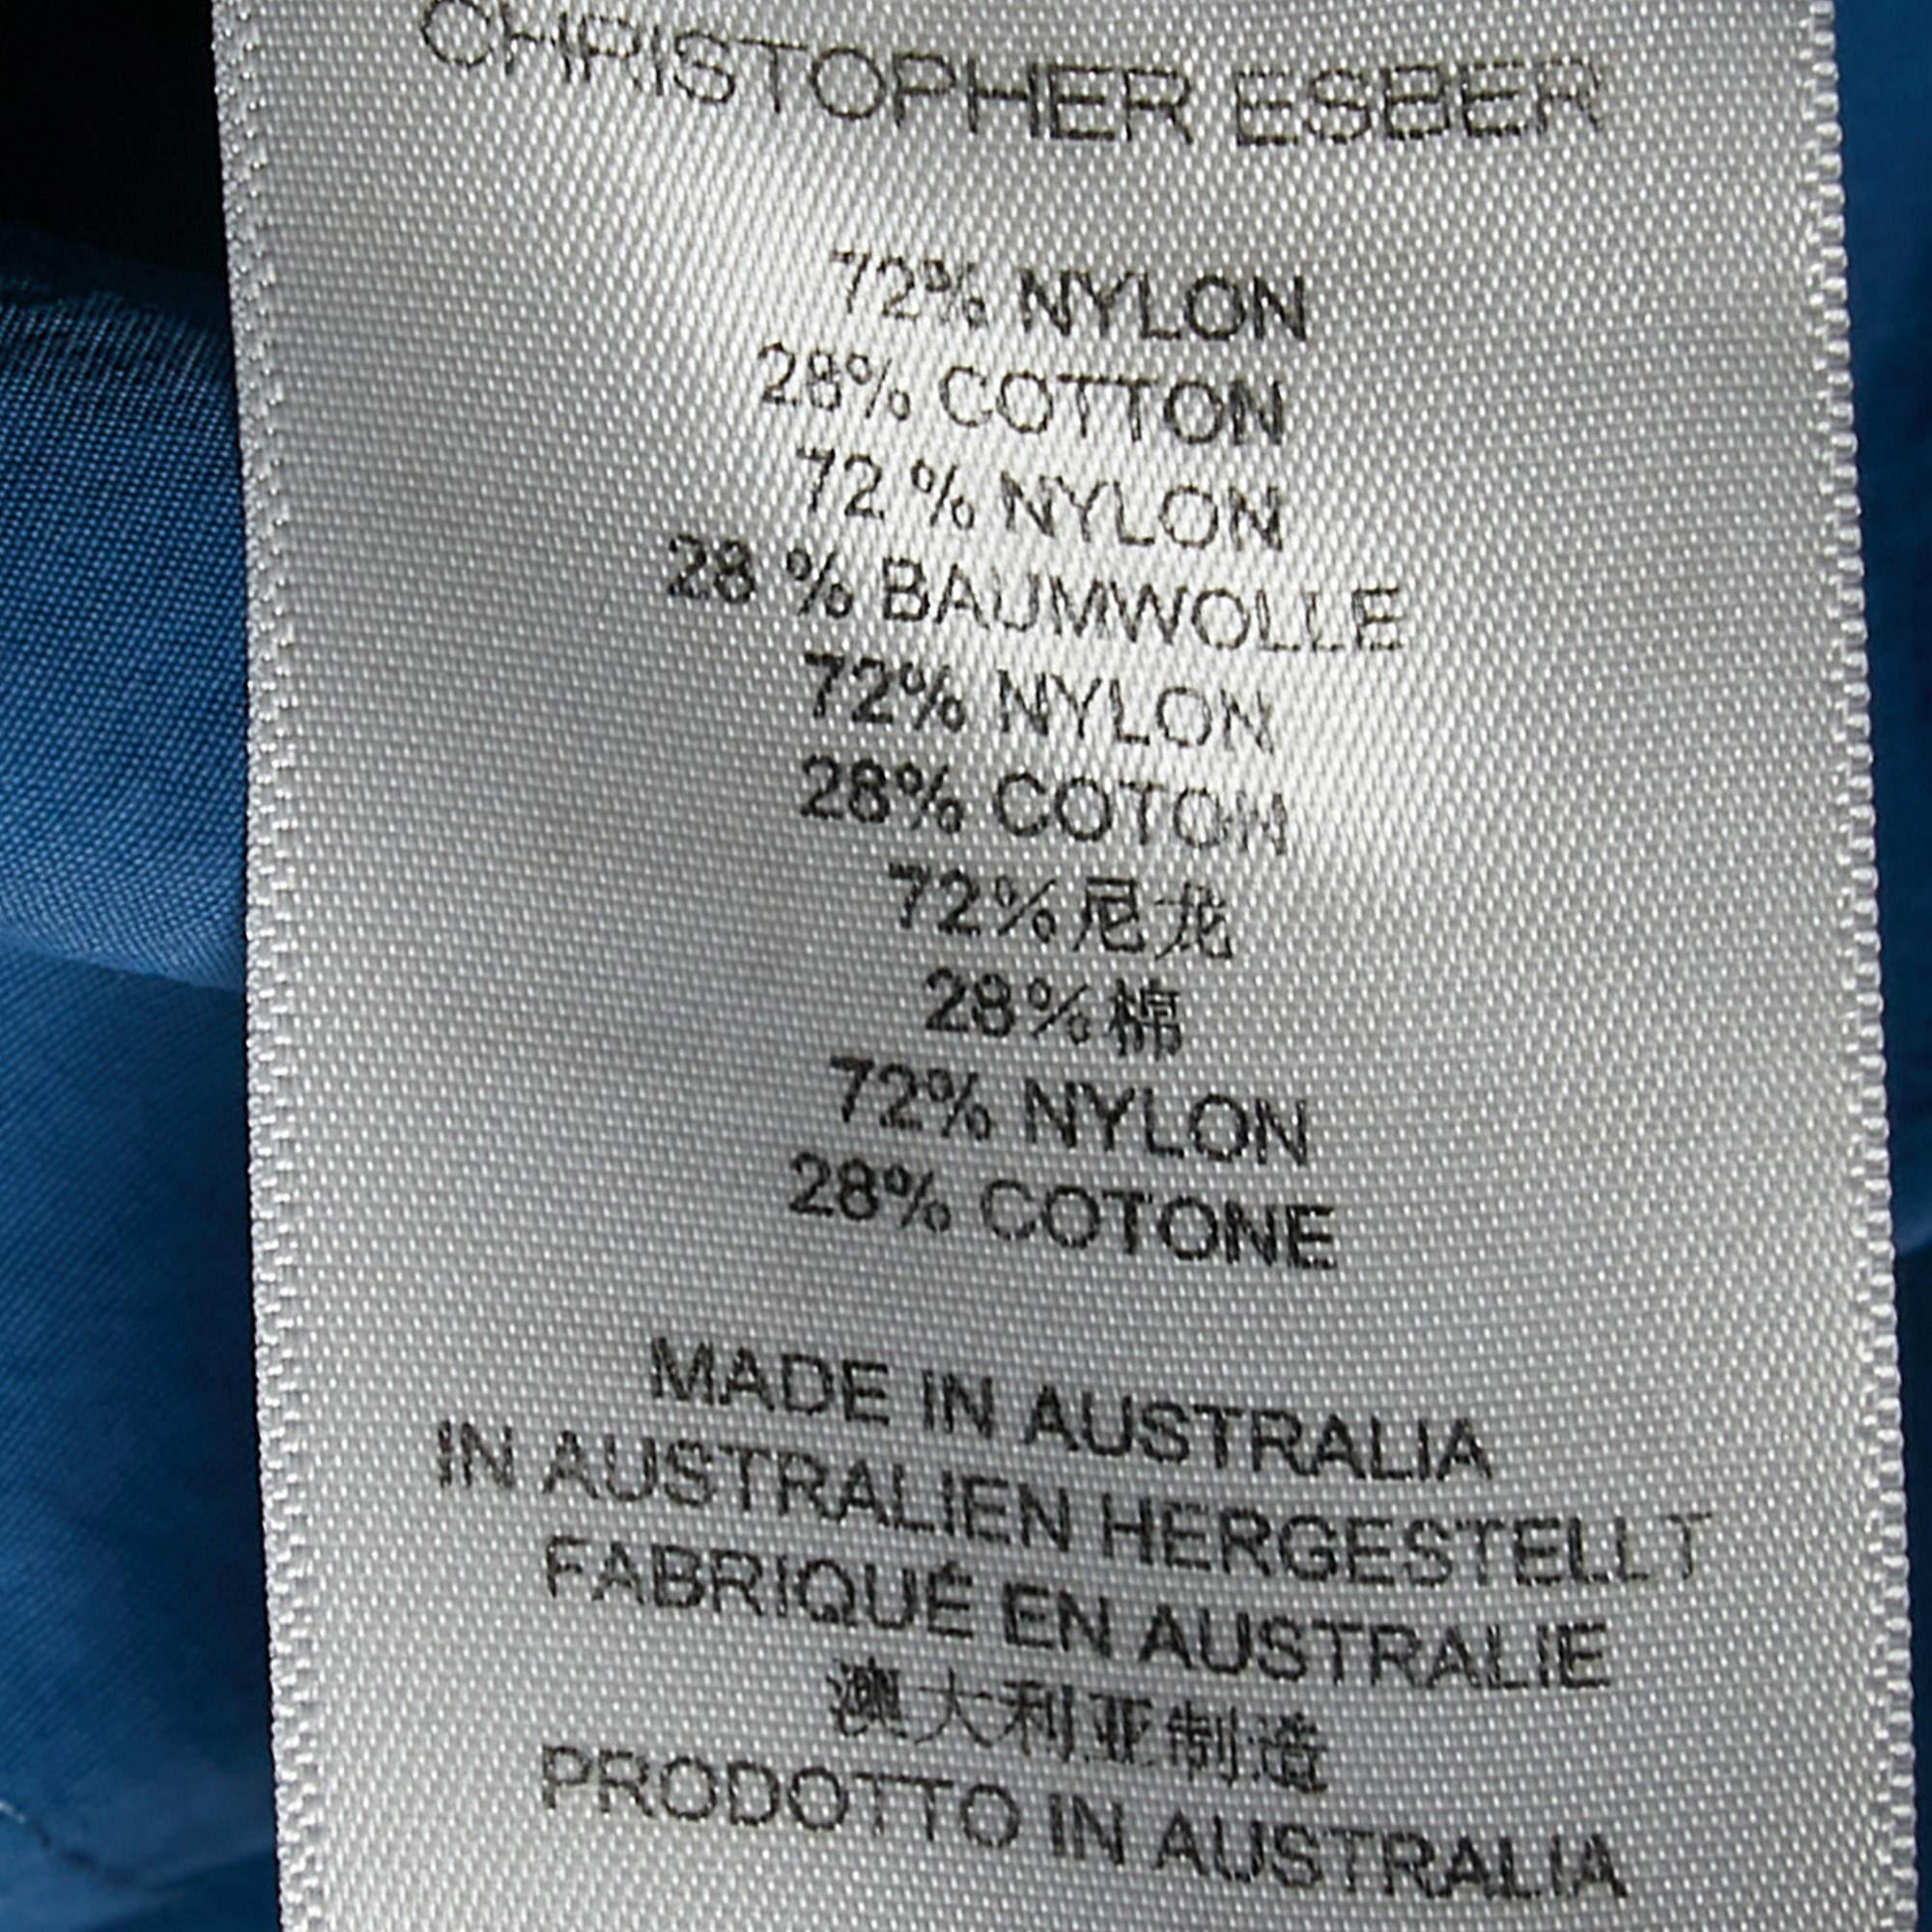 CHRISTOPHER ESBER
72% NYLON
28% COTTON
72 % NYLON
28 % BAUMWOLLE
72% NYLON
28% COTON
72%尼龙
28%棉
72% NYLON
28% COTONE
MADE IN AUSTRALIA
IN AUSTRALIEN HERGESTELLT
FABRIQUÉ EN AUSTRALIE
澳大利亚制造
PRODOTTO IN AUSTRALIA